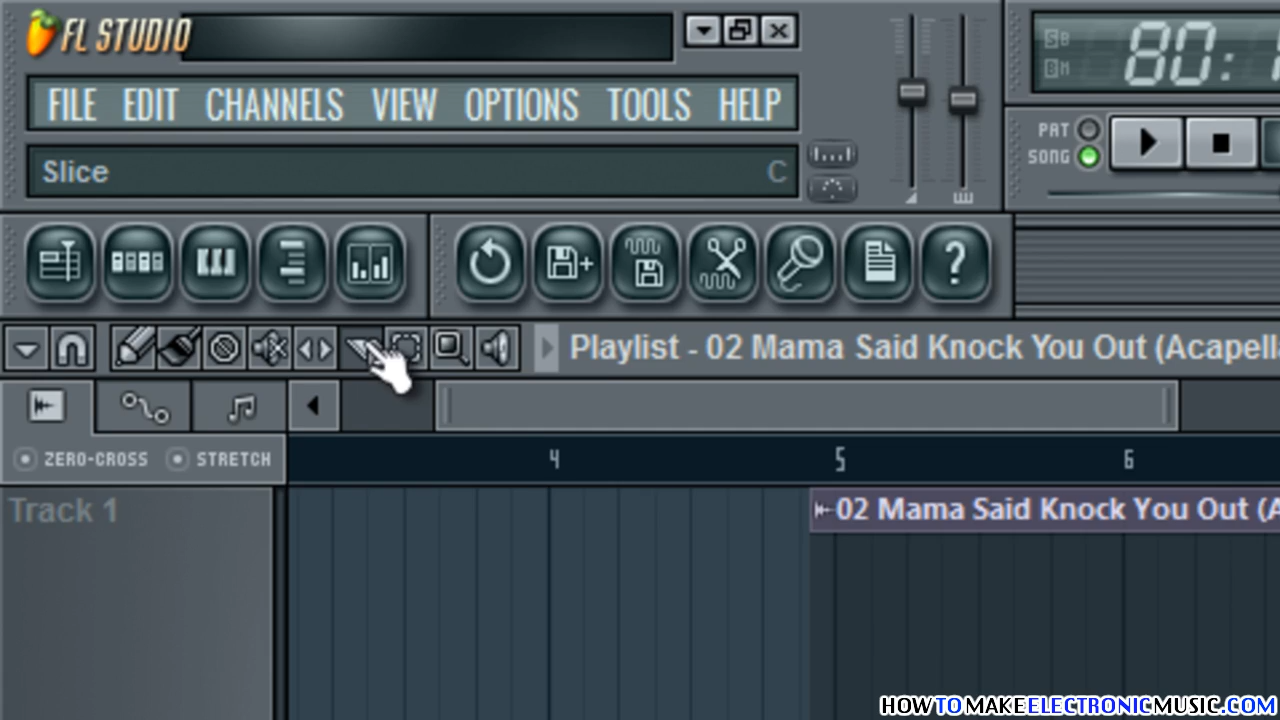 FL STUDIO
FILE EDIT CHANNELS VIEW OPTIONS TOOLS HELP
Slice C
80:
PAT
SONG
?
Playlist - 02 Mama Said Knock You Out (Acapell
ZERO-CROSS STRETCH
4 5 6
Track 1
02 Mama Said Knock You Out (A
HOWTOMAKEELECTRONICMUSIC.COM